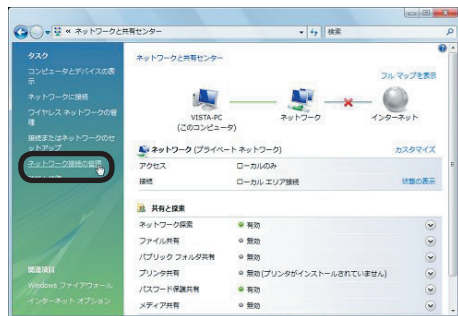 ネットワークと共有センター
検索
タスク
コンピュータとデバイスの表
示
ネットワークに接続
ワイヤレス ネットワークの管
理
接続またはネットワークのセ
ットアップ
ネットワーク接続の管理
関連項目
Windows ファイアウォール
インターネット オプション
ネットワークと共有センター
フル マップを表示
VISTA-PC
(このコンピュータ)
ネットワーク
インターネット
ネットワーク (プライベート ネットワーク)
カスタマイズ
アクセス
ローカルのみ
接続
ローカル エリア接続
状態の表示
共有と探索
ネットワーク探索
有効
ファイル共有
無効
パブリック フォルダ共有
無効
プリンタ共有
無効 (プリンタがインストールされていません)
パスワード保護共有
有効
メディア共有
無効